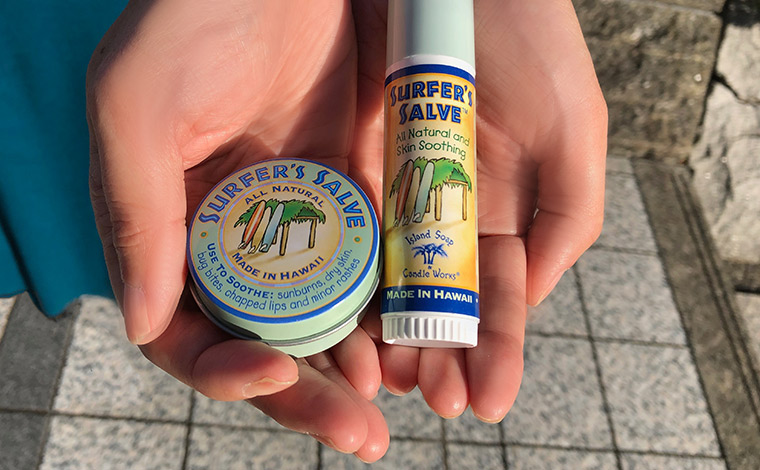 SURFER'S SALVE
ALL NATURAL
MADE IN HAWAII
USE TO SOOTHE: sunburns, dry skin,
bug bites, chapped lips and minor rashes
SURFER'S
SALVE™
All Natural and
Skin Soothing
Island Soap
&
Candle Works®
MADE IN HAWAII